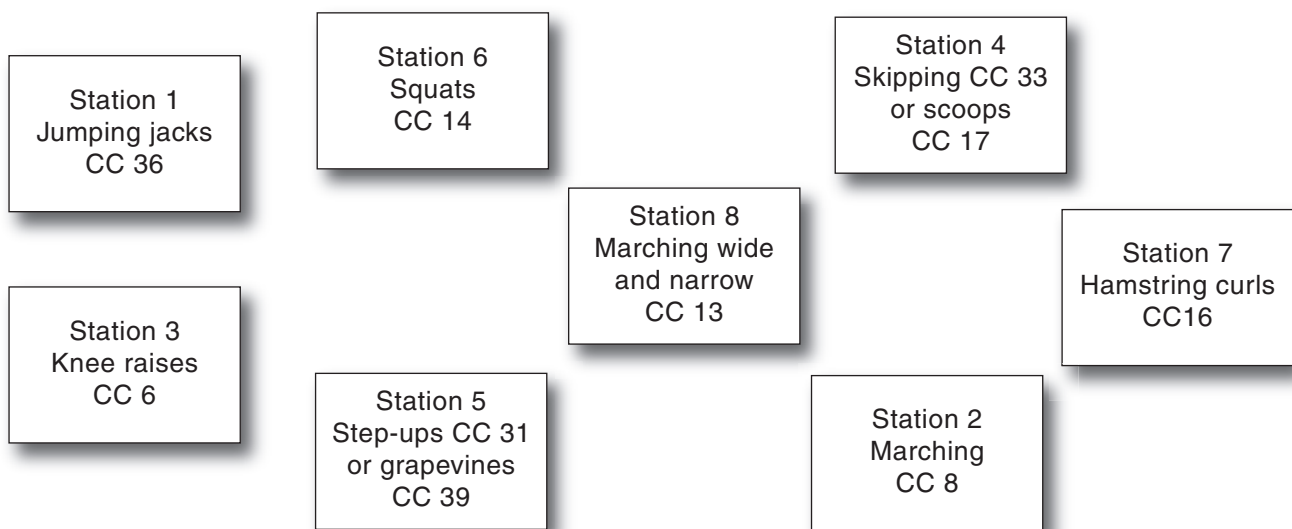 Station 1
Jumping jacks
CC 36
Station 6
Squats
CC 14
Station 4
Skipping CC 33
or scoops
CC 17
Station 8
Marching wide
and narrow
CC 13
Station 7
Hamstring curls
CC16
Station 3
Knee raises
CC 6
Station 5
Step-ups CC 31
or grapevines
CC 39
Station 2
Marching
CC 8